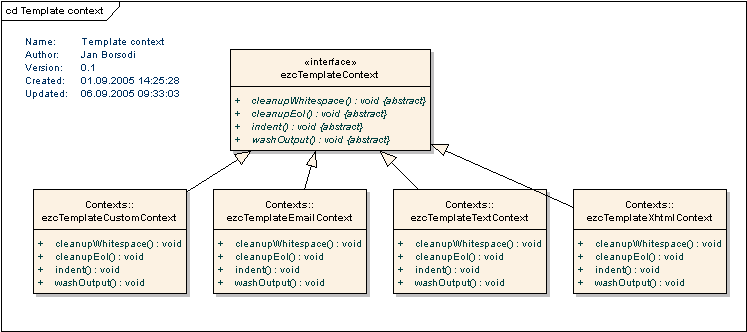 cd Template context
Name: Template context
Author: Jan Borsodi
Version: 0.1
Created: 01.09.2005 14:25:28
Updated: 06.09.2005 09:33:03
«interface»
ezcTemplateContext
+ cleanupWhitespace() : void {abstract}
+ cleanupEol() : void {abstract}
+ indent() : void {abstract}
+ washOutput() : void {abstract}
Contexts::
ezcTemplateCustomContext
+ cleanupWhitespace() : void
+ cleanupEol() : void
+ indent() : void
+ washOutput() : void
Contexts::
ezcTemplateEmailContext
+ cleanupWhitespace() : void
+ cleanupEol() : void
+ indent() : void
+ washOutput() : void
Contexts::
ezcTemplateTextContext
+ cleanupWhitespace() : void
+ cleanupEol() : void
+ indent() : void
+ washOutput() : void
Contexts::
ezcTemplateXhtmlContext
+ cleanupWhitespace() : void
+ cleanupEol() : void
+ indent() : void
+ washOutput() : void